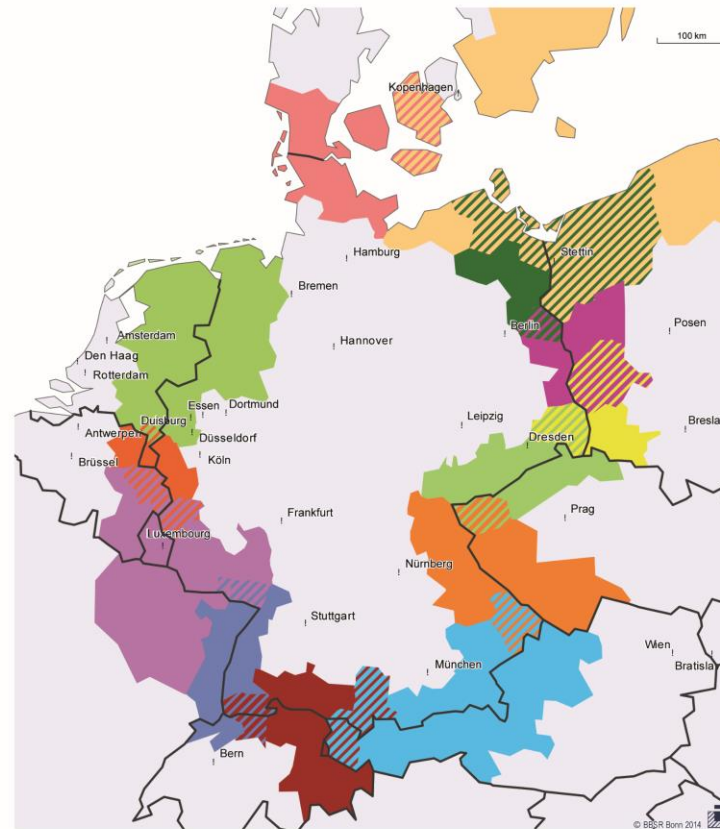 100 km
Kopenhagen
Hamburg
Stettin
Bremen
Berlin
Posen
Amsterdam
Hannover
Den Haag
Rotterdam
Essen
Dortmund
Duisburg
Leipzig
Antwerpen
Düsseldorf
Dresden
Bresla
Brüssel
Köln
Frankfurt
Prag
Luxembourg
Nürnberg
Stuttgart
Wien
München
Bratisla
Bern
© BBSR Bonn 2014